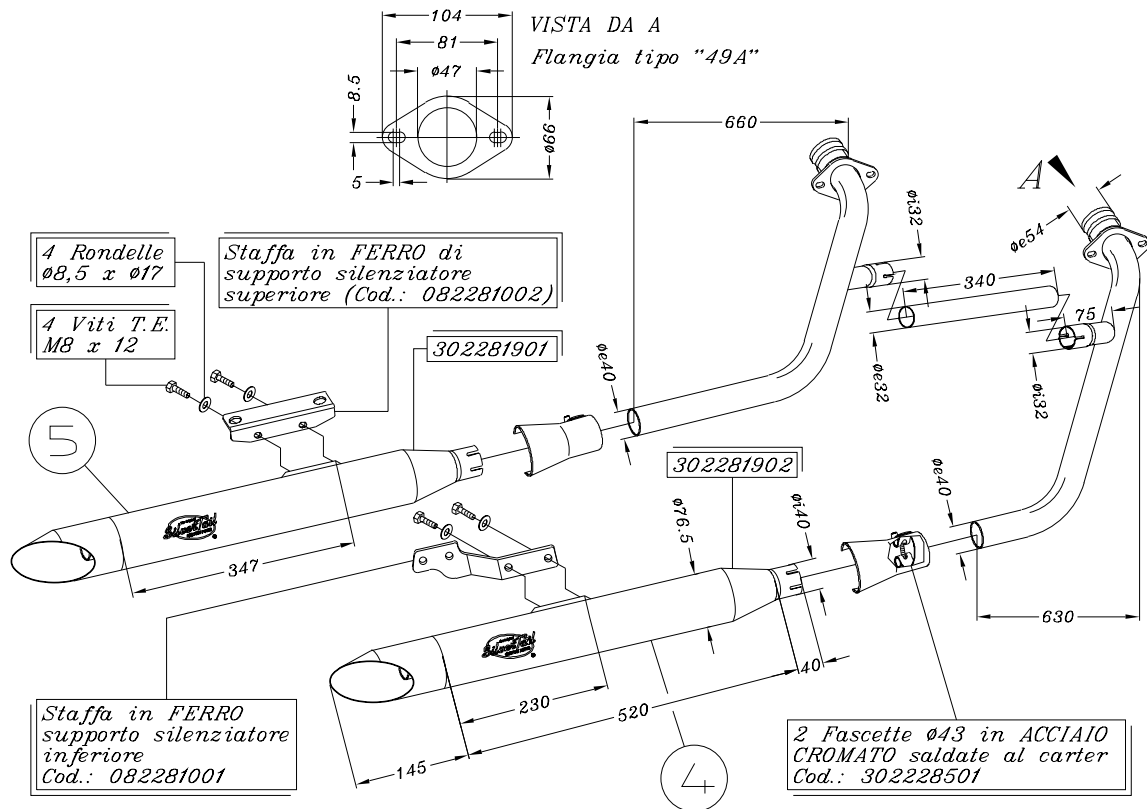 104
81
ø47
8.5
5
ø66
VISTA DA A
Flangia tipo "49A"
660
A
øi32
øe54
340
75
øe32
øi32
4 Rondelle
ø8,5 x ø17
Staffa in FERRO di
supporto silenziatore
superiore (Cod.: 082281002)
4 Viti T.E.
M8 x 12
302281901
øe40
5
302281902
øe40
ø76.5
øi40
347
630
40
230
520
145
Staffa in FERRO
supporto silenziatore
inferiore
Cod.: 082281001
4
2 Fascette ø43 in ACCIAIO
CROMATO saldate al carter
Cod.: 302228501
SilverTail
SilverTail